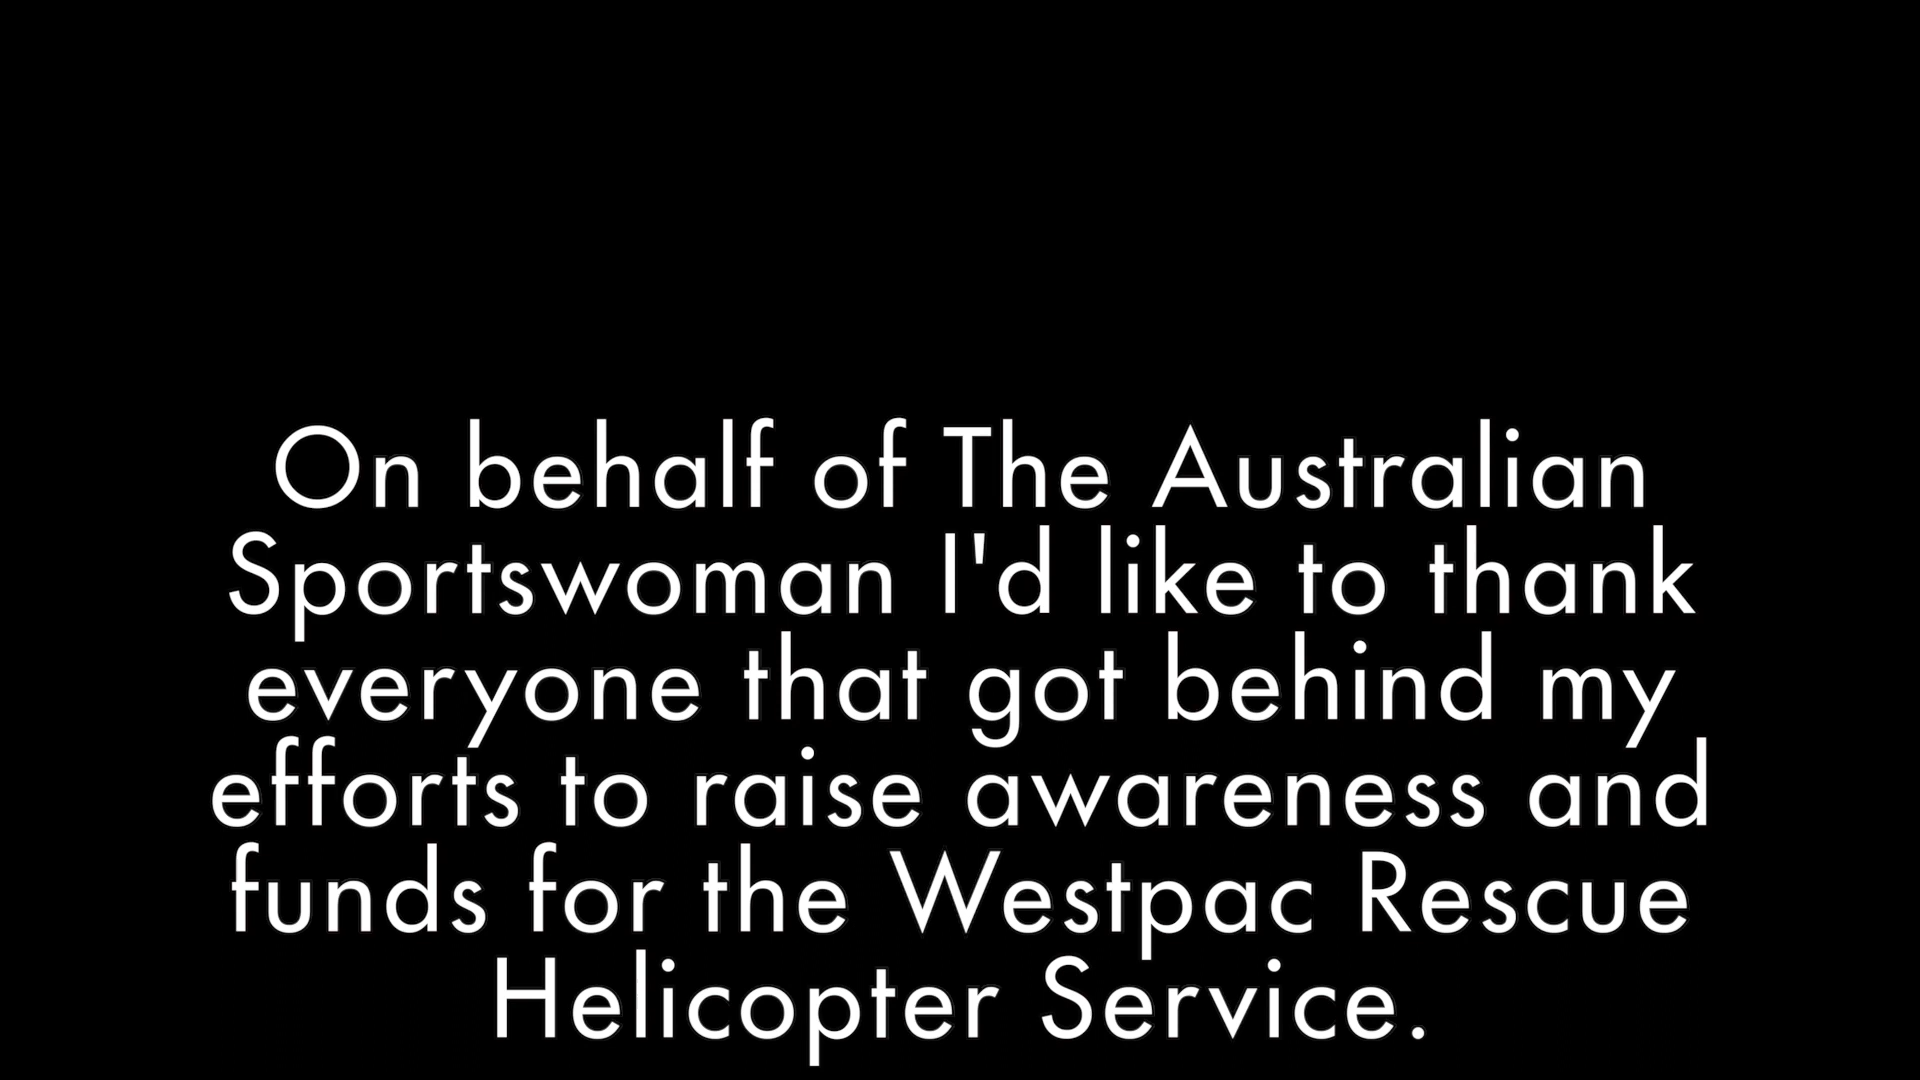 On behalf of The Australian
Sportswoman I'd like to thank
everyone that got behind my
efforts to raise awareness and
funds for the Westpac Rescue
Helicopter Service.